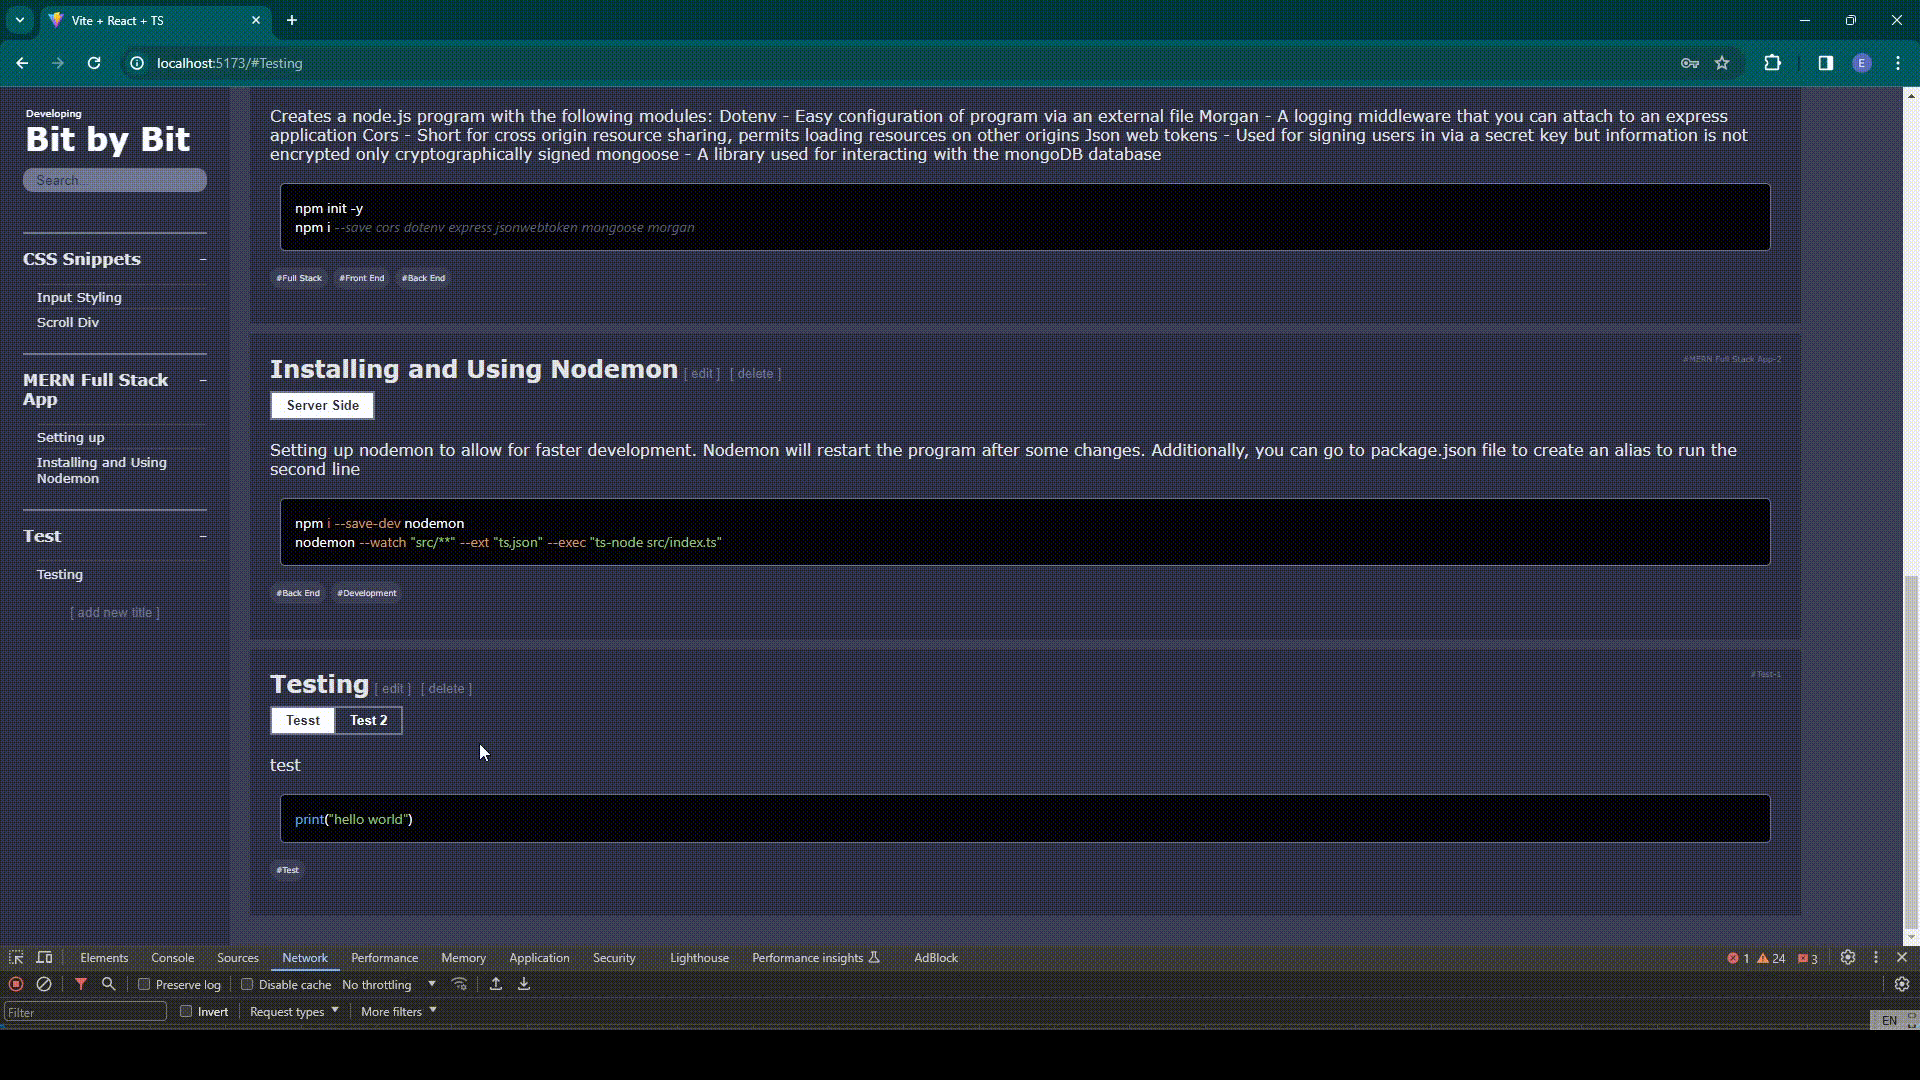 Vite + React + TS
localhost:5173/#Testing
E
Developing
Bit by Bit
Search...
CSS Snippets -
Input Styling
Scroll Div
MERN Full Stack -
App
Setting up
Installing and Using
Nodemon
Test -
Testing
[ add new title ]
Creates a node.js program with the following modules: Dotenv - Easy configuration of program via an external file Morgan - A logging middleware that you can attach to an express
application Cors - Short for cross origin resource sharing, permits loading resources on other origins Json web tokens - Used for signing users in via a secret key but information is not
encrypted only cryptographically signed mongoose - A library used for interacting with the mongoDB database
npm init -y
npm i --save cors dotenv express jsonwebtoken mongoose morgan
#Full Stack #Front End #Back End
#MERN Full Stack App-2
Installing and Using Nodemon [ edit ] [ delete ]
Server Side
Setting up nodemon to allow for faster development. Nodemon will restart the program after some changes. Additionally, you can go to package.json file to create an alias to run the
second line
npm i --save-dev nodemon
nodemon --watch "src/**" --ext "ts,json" --exec "ts-node src/index.ts"
#Back End #Development
#Test-1
Testing [ edit ] [ delete ]
Tesst Test 2
test
print("hello world")
#Test
Elements Console Sources Network Performance Memory Application Security Lighthouse Performance insights AdBlock 1 24 3
Preserve log Disable cache No throttling
Filter Invert Request types More filters
EN